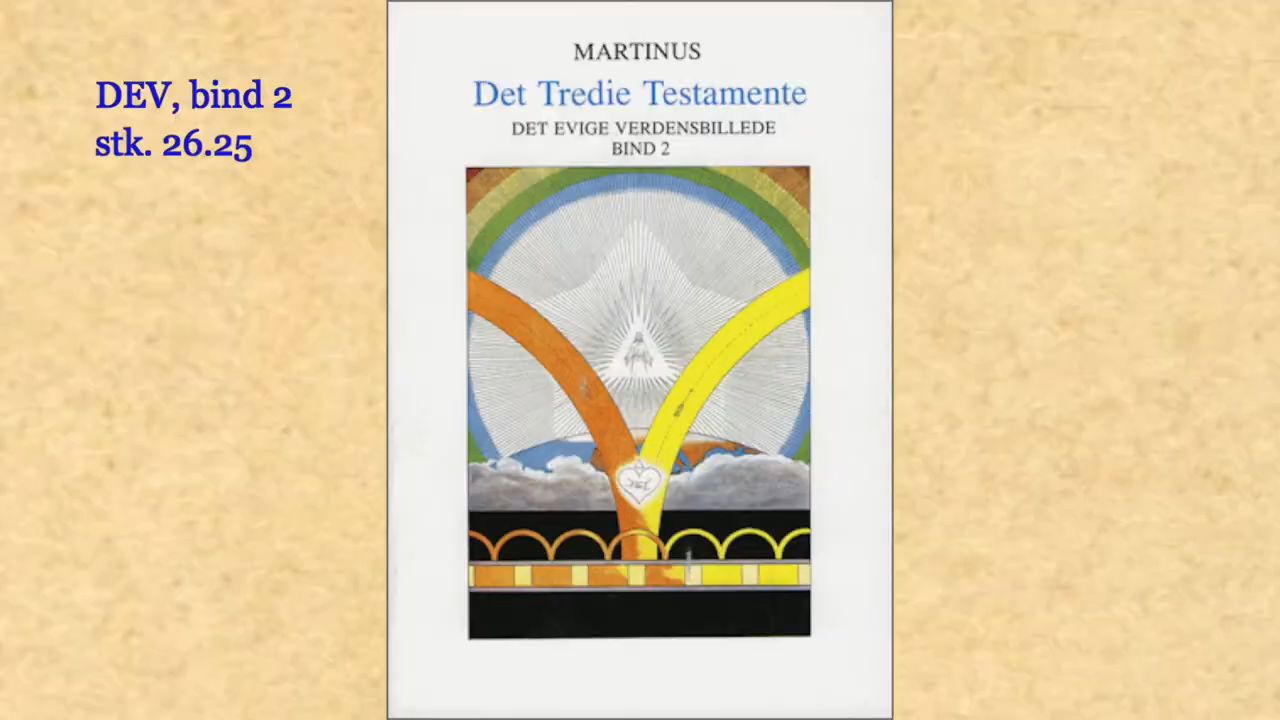 DEV, bind 2
stk. 26.25
MARTINUS
Det Tredie Testamente
DET EVIGE VERDENSBILLEDE
BIND 2